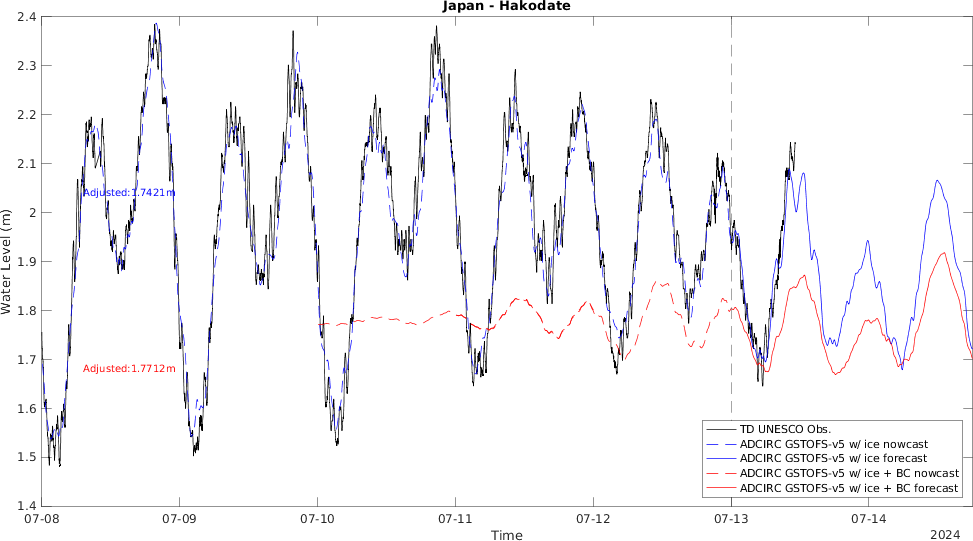 Japan - Hakodate
2.4
2.3
2.2
2.1
2
1.9
1.8
1.7
1.6
1.5
1.4
Water Level (m)
Adjusted:1.7421m
Adjusted:1.7712m
TD UNESCO Obs.
ADCIRC GSTOFS-v5 w/ ice nowcast
ADCIRC GSTOFS-v5 w/ ice forecast
ADCIRC GSTOFS-v5 w/ ice + BC nowcast
ADCIRC GSTOFS-v5 w/ ice + BC forecast
07-08 07-09 07-10 07-11 07-12 07-13 07-14
Time
2024